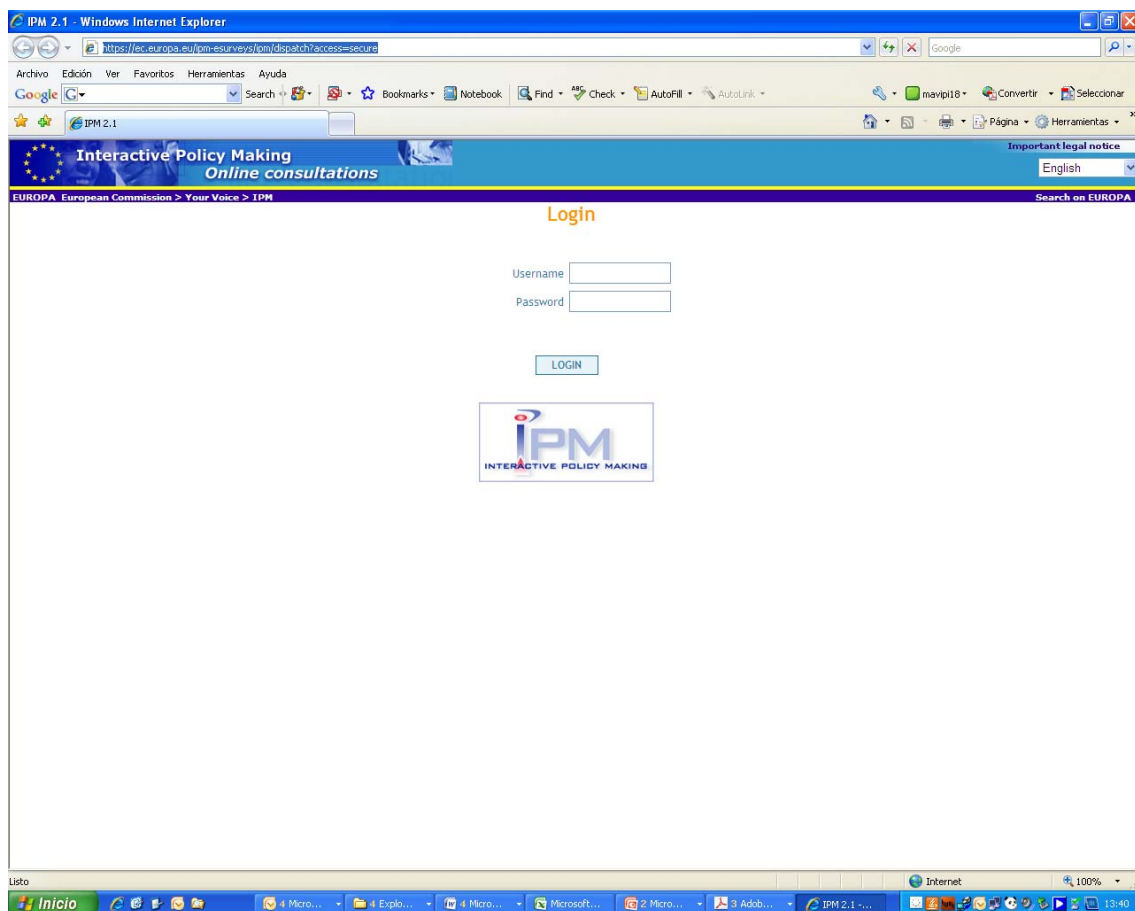 IPM 2.1 - Windows Internet Explorer
https://ec.europa.eu/ipm-esurveys/ipm/dispatch?access=secure
Google
Archivo Edición Ver Favoritos Herramientas Ayuda
Google G Search Bookmarks Notebook Find ABC Check AutoFill AutoLink mavipi18 Convertir Seleccionar
IPM 2.1 Página Herramientas »
Interactive Policy Making
Online consultations
Important legal notice
English
EUROPA European Commission > Your Voice > IPM Search on EUROPA
Login
Username
Password
LOGIN
iPM
INTERACTIVE POLICY MAKING
Listo Internet 100%
Inicio 4 Micro... 4 Explo... 4 Micro... Microsoft... 2 Micro... 3 Adob... IPM 2.1 -... 13:40